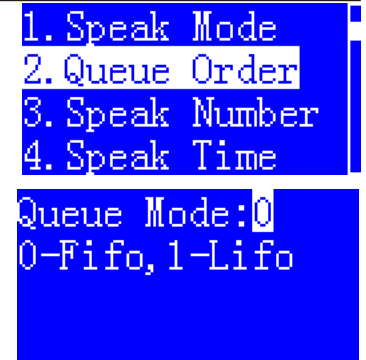 1.Speak Mode
2.Queue Order
3.Speak Number
4.Speak Time
Queue Mode:0
0-Fifo,1-Lifo